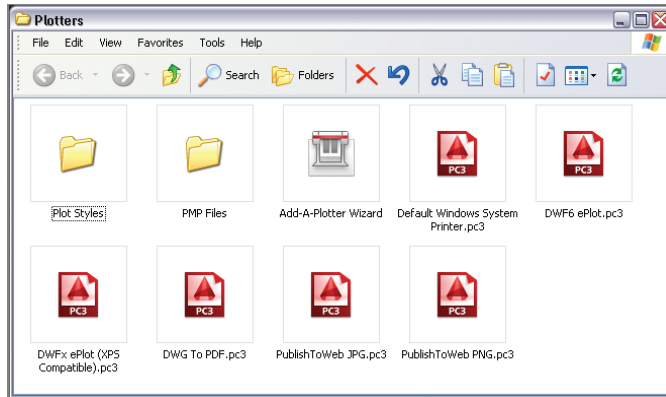 Plotters
File Edit View Favorites Tools Help
Back Search Folders
PC3 PC3
Plot Styles PMP Files Add-A-Plotter Wizard Default Windows System DWF6 ePlot.pc3
Printer.pc3
PC3 PC3 PC3 PC3
DWFx ePlot (XPS DWG To PDF.pc3 PublishToWeb JPG.pc3 PublishToWeb PNG.pc3
Compatible).pc3